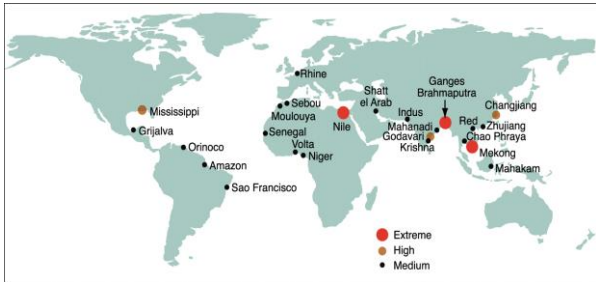 Rhine
Ganges
Brahmaputra
Shatt
el Arab
Changjiang
Sebou
Mississippi
Moulouya
Indus
Nile
Mahanadi
Red
Zhujiang
Grijalva
Senegal
Godavari
Chao Phraya
Volta
Krishna
Orinoco
Niger
Mekong
Amazon
Mahakam
Sao Francisco
Extreme
High
Medium